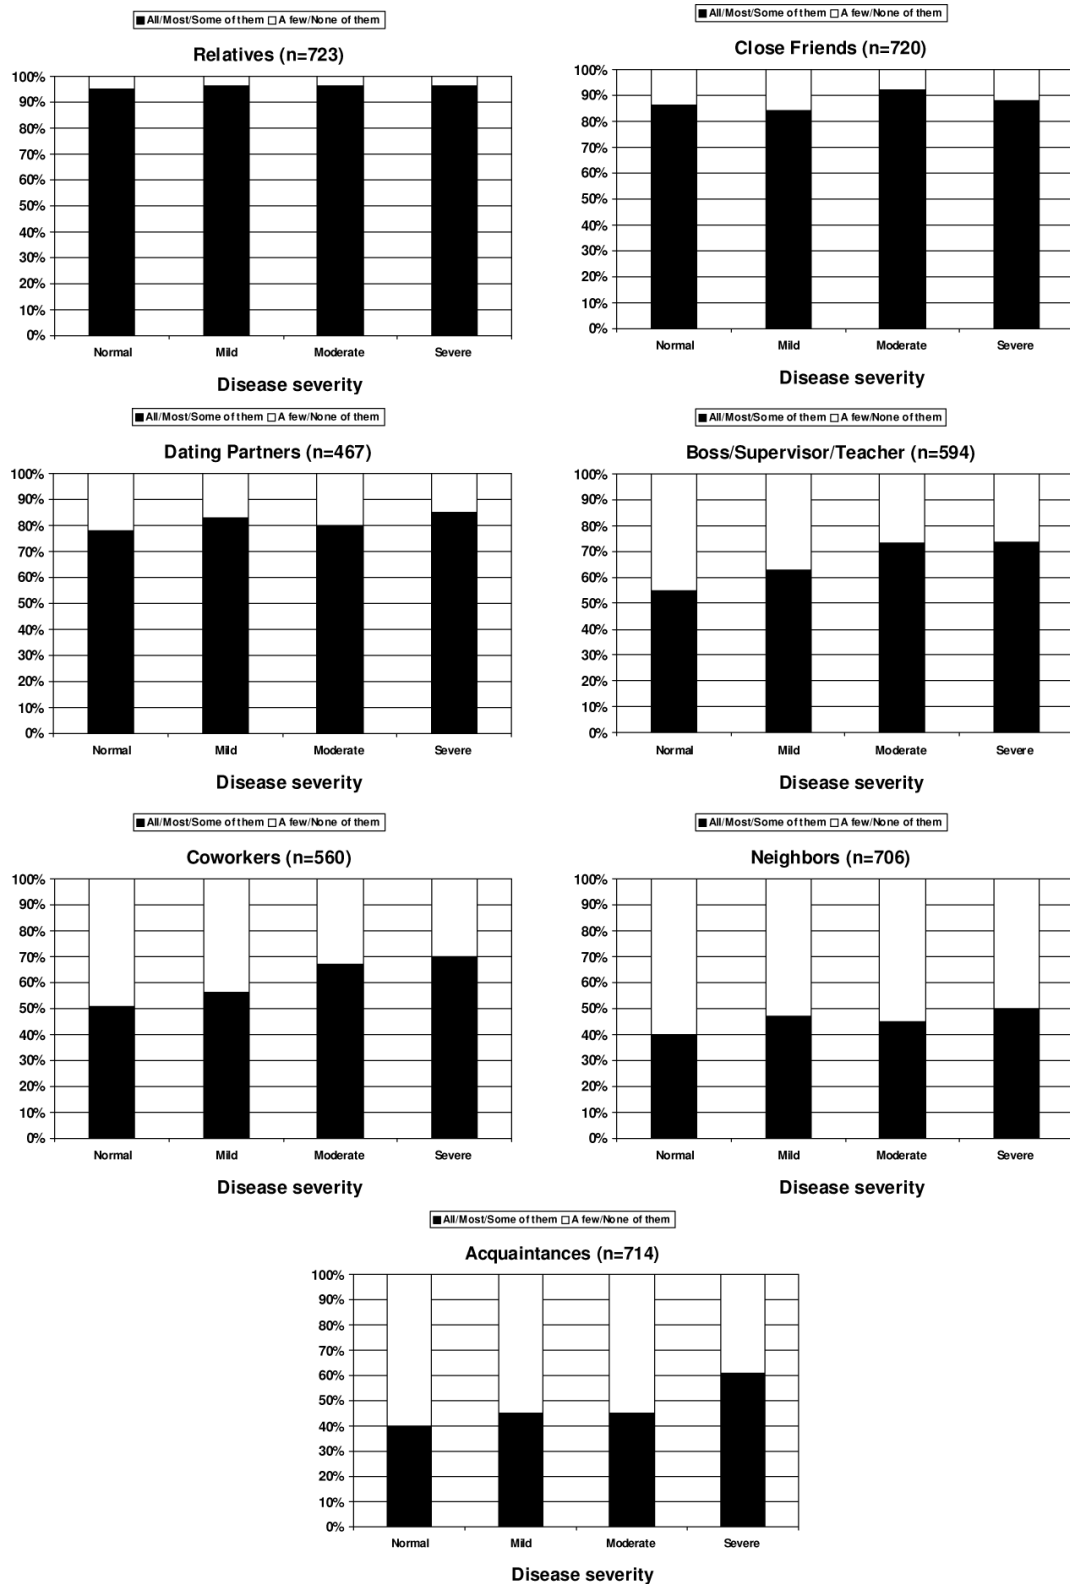 ■ All/Most/Some of them □ A few/None of them
Relatives (n=723)
100%
90%
80%
70%
60%
50%
40%
30%
20%
10%
0%
Normal Mild Moderate Severe
Disease severity
■ All/Most/Some of them □ A few/None of them
Close Friends (n=720)
100%
90%
80%
70%
60%
50%
40%
30%
20%
10%
0%
Normal Mild Moderate Severe
Disease severity
■ All/Most/Some of them □ A few/None of them
Dating Partners (n=467)
100%
90%
80%
70%
60%
50%
40%
30%
20%
10%
0%
Normal Mild Moderate Severe
Disease severity
■ All/Most/Some of them □ A few/None of them
Boss/Supervisor/Teacher (n=594)
100%
90%
80%
70%
60%
50%
40%
30%
20%
10%
0%
Normal Mild Moderate Severe
Disease severity
■ All/Most/Some of them □ A few/None of them
Coworkers (n=560)
100%
90%
80%
70%
60%
50%
40%
30%
20%
10%
0%
Normal Mild Moderate Severe
Disease severity
■ All/Most/Some of them □ A few/None of them
Neighbors (n=706)
100%
90%
80%
70%
60%
50%
40%
30%
20%
10%
0%
Normal Mild Moderate Severe
Disease severity
■ All/Most/Some of them □ A few/None of them
Acquaintances (n=714)
100%
90%
80%
70%
60%
50%
40%
30%
20%
10%
0%
Normal Mild Moderate Severe
Disease severity